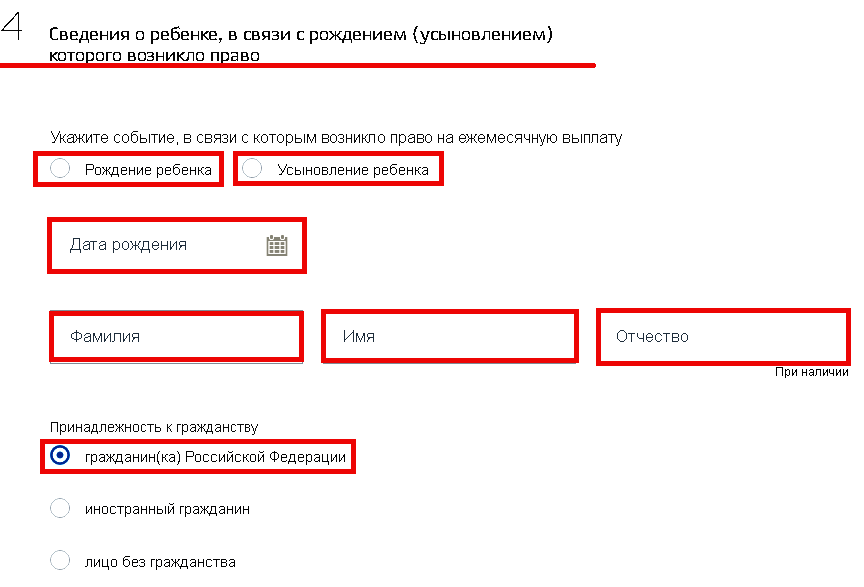 4
Сведения о ребенке, в связи с рождением (усыновлением)
которого возникло право
Укажите событие, в связи с которым возникло право на ежемесячную выплату
Рождение ребенка
Усыновление ребенка
Дата рождения
Фамилия
Имя
Отчество
При наличии
Принадлежность к гражданству
гражданин(ка) Российской Федерации
иностранный гражданин
лицо без гражданства